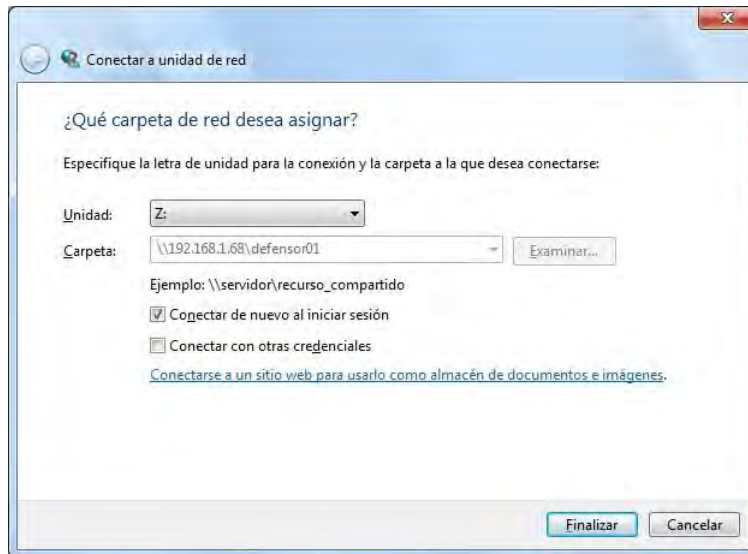 Conectar a unidad de red
¿Qué carpeta de red desea asignar?
Especifique la letra de unidad para la conexión y la carpeta a la que desea conectarse:
Unidad: Z:
Carpeta: \\192.168.1.68\defensor01 Examinar...
Ejemplo: \\servidor\recurso_compartido
Conectar de nuevo al iniciar sesión
Conectar con otras credenciales
Conectarse a un sitio web para usarlo como almacén de documentos e imágenes.
Finalizar Cancelar